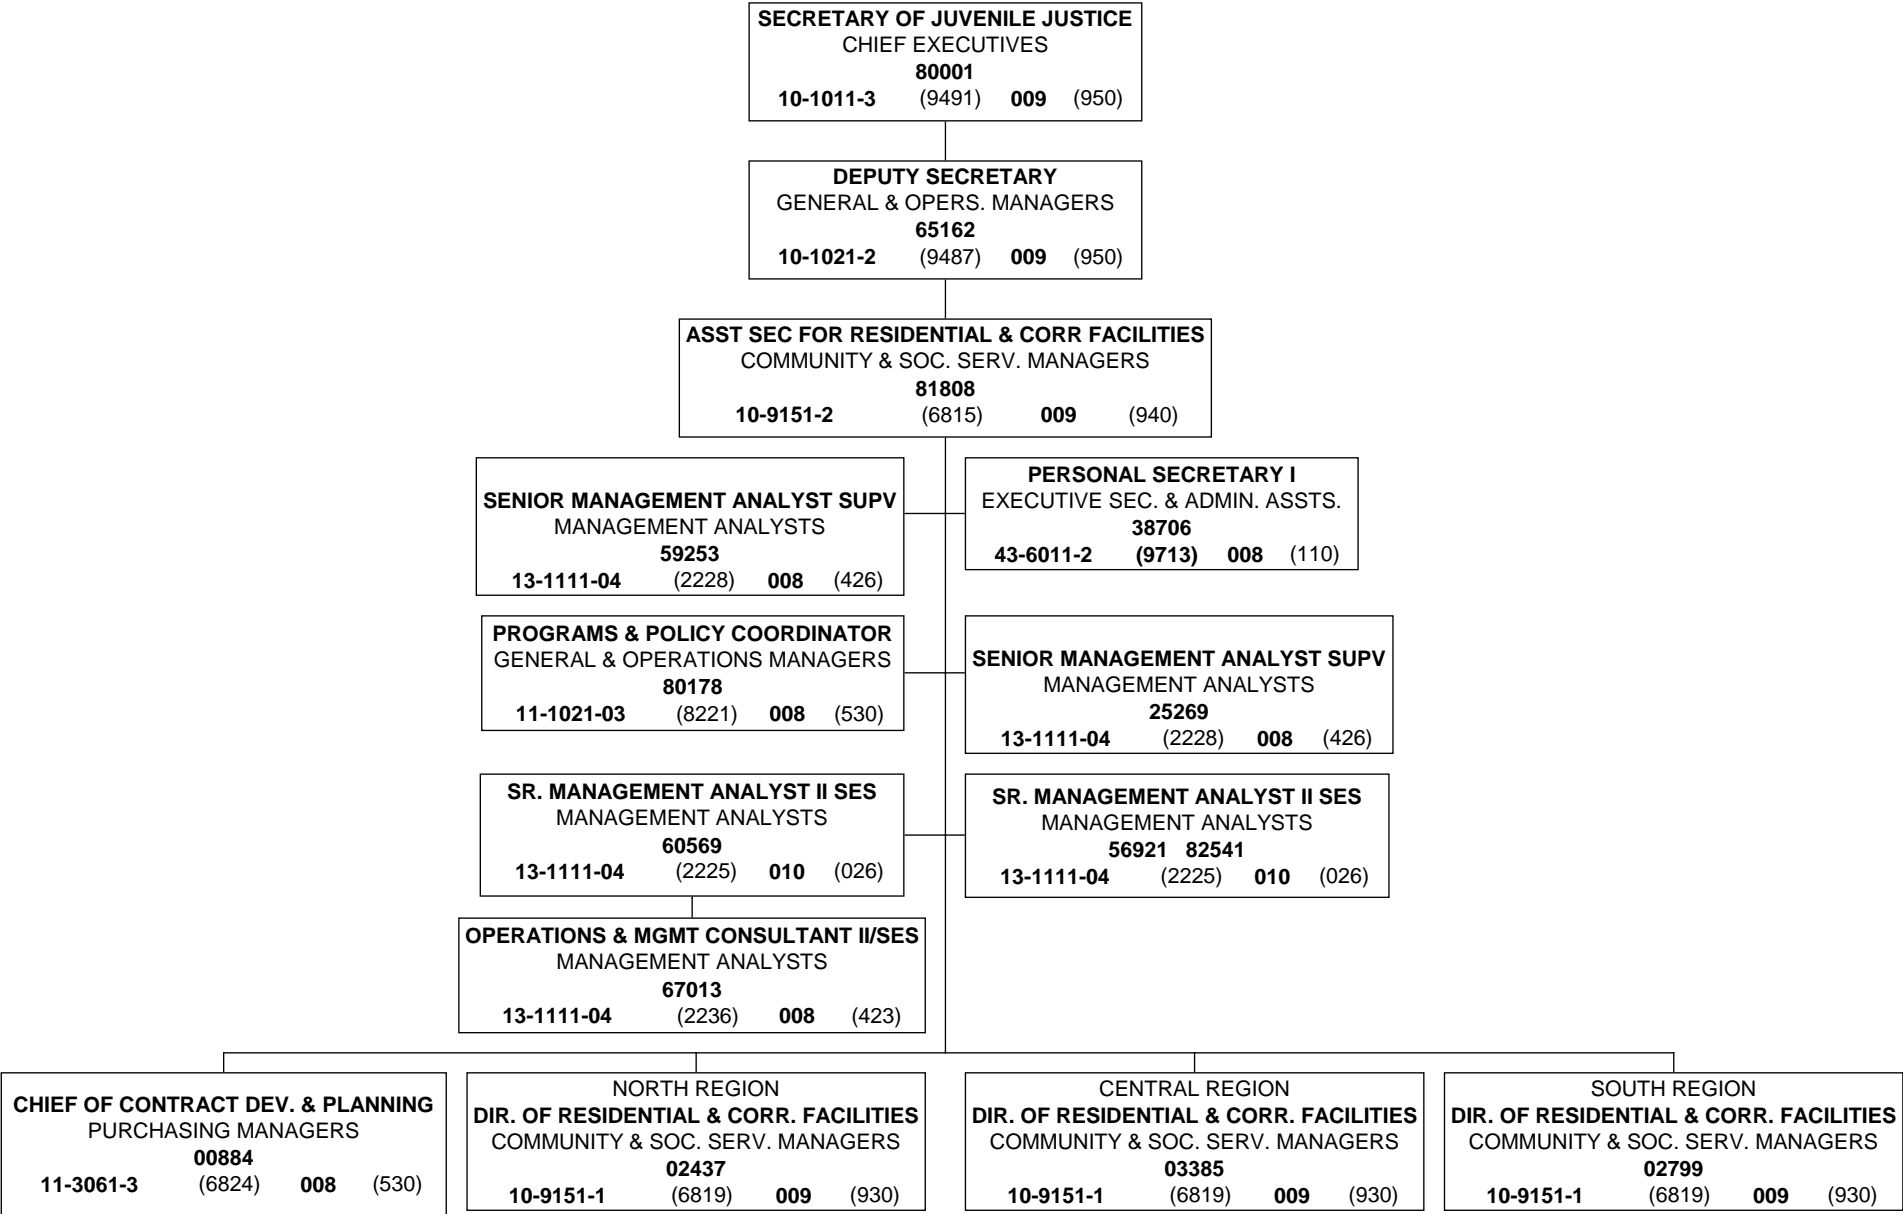 SECRETARY OF JUVENILE JUSTICE
CHIEF EXECUTIVES
80001
10-1011-3 (9491) 009 (950)
DEPUTY SECRETARY
GENERAL & OPERS. MANAGERS
65162
10-1021-2 (9487) 009 (950)
ASST SEC FOR RESIDENTIAL & CORR FACILITIES
COMMUNITY & SOC. SERV. MANAGERS
81808
10-9151-2 (6815) 009 (940)
SENIOR MANAGEMENT ANALYST SUPV
MANAGEMENT ANALYSTS
59253
13-1111-04 (2228) 008 (426)
PERSONAL SECRETARY I
EXECUTIVE SEC. & ADMIN. ASSTS.
38706
43-6011-2 (9713) 008 (110)
PROGRAMS & POLICY COORDINATOR
GENERAL & OPERATIONS MANAGERS
80178
11-1021-03 (8221) 008 (530)
SENIOR MANAGEMENT ANALYST SUPV
MANAGEMENT ANALYSTS
25269
13-1111-04 (2228) 008 (426)
SR. MANAGEMENT ANALYST II SES
MANAGEMENT ANALYSTS
60569
13-1111-04 (2225) 010 (026)
SR. MANAGEMENT ANALYST II SES
MANAGEMENT ANALYSTS
56921 82541
13-1111-04 (2225) 010 (026)
OPERATIONS & MGMT CONSULTANT II/SES
MANAGEMENT ANALYSTS
67013
13-1111-04 (2236) 008 (423)
CHIEF OF CONTRACT DEV. & PLANNING
PURCHASING MANAGERS
00884
11-3061-3 (6824) 008 (530)
NORTH REGION
DIR. OF RESIDENTIAL & CORR. FACILITIES
COMMUNITY & SOC. SERV. MANAGERS
02437
10-9151-1 (6819) 009 (930)
CENTRAL REGION
DIR. OF RESIDENTIAL & CORR. FACILITIES
COMMUNITY & SOC. SERV. MANAGERS
03385
10-9151-1 (6819) 009 (930)
SOUTH REGION
DIR. OF RESIDENTIAL & CORR. FACILITIES
COMMUNITY & SOC. SERV. MANAGERS
02799
10-9151-1 (6819) 009 (930)